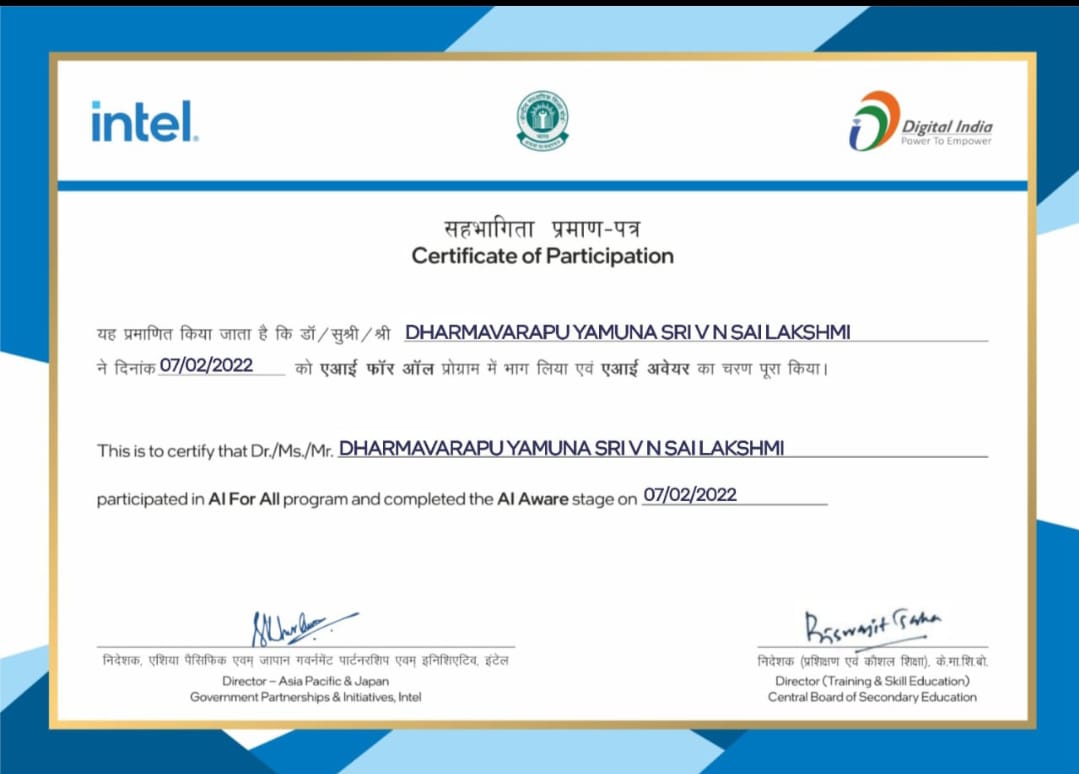 intel.
Digital India
Power To Empower
सहभागिता प्रमाण-पत्र
Certificate of Participation
यह प्रमाणित किया जाता है कि डॉ/सुश्री/श्री DHARMAVARAPU YAMUNA SRI V N SAI LAKSHMI
ने दिनांक 07/02/2022 को एआई फॉर ऑल प्रोग्राम में भाग लिया एवं एआई अवेयर का चरण पूरा किया।
This is to certify that Dr./Ms./Mr. DHARMAVARAPU YAMUNA SRI V N SAI LAKSHMI
participated in AI For All program and completed the AI Aware stage on 07/02/2022
Biswajit Saha
निदेशक, एशिया पैसिफिक एवम् जापान गवर्नमेंट पार्टनरशिप एवम् इनिशिएटिव, इंटेल
Director – Asia Pacific & Japan
Government Partnerships & Initiatives, Intel
निदेशक (प्रशिक्षण एवं कौशल शिक्षा), के.मा.शि.बो.
Director (Training & Skill Education)
Central Board of Secondary Education